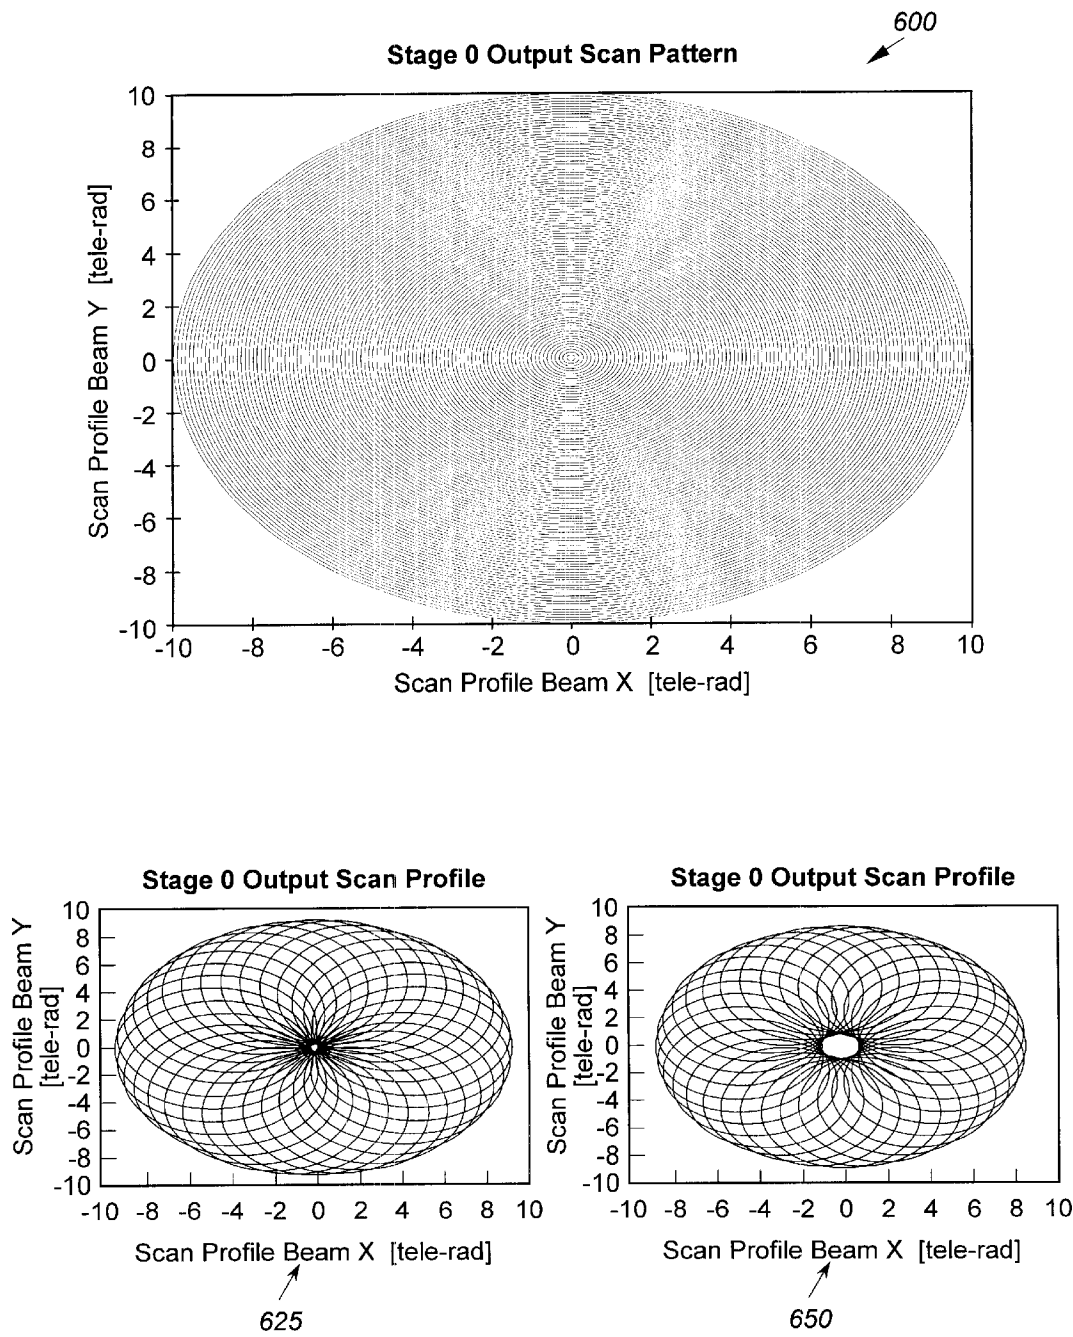 600
Stage 0 Output Scan Pattern
Scan Profile Beam Y [tele-rad]
10
8
6
4
2
0
-2
-4
-6
-8
-10
-10 -8 -6 -4 -2 0 2 4 6 8 10
Scan Profile Beam X [tele-rad]
Stage 0 Output Scan Profile
Scan Profile Beam Y
[tele-rad]
10
8
6
4
2
0
-2
-4
-6
-8
-10
-10 -8 -6 -4 -2 0 2 4 6 8 10
Scan Profile Beam X [tele-rad]
625
Stage 0 Output Scan Profile
Scan Profile Beam Y
[tele-rad]
10
8
6
4
2
0
-2
-4
-6
-8
-10
-10 -8 -6 -4 -2 0 2 4 6 8 10
Scan Profile Beam X [tele-rad]
650